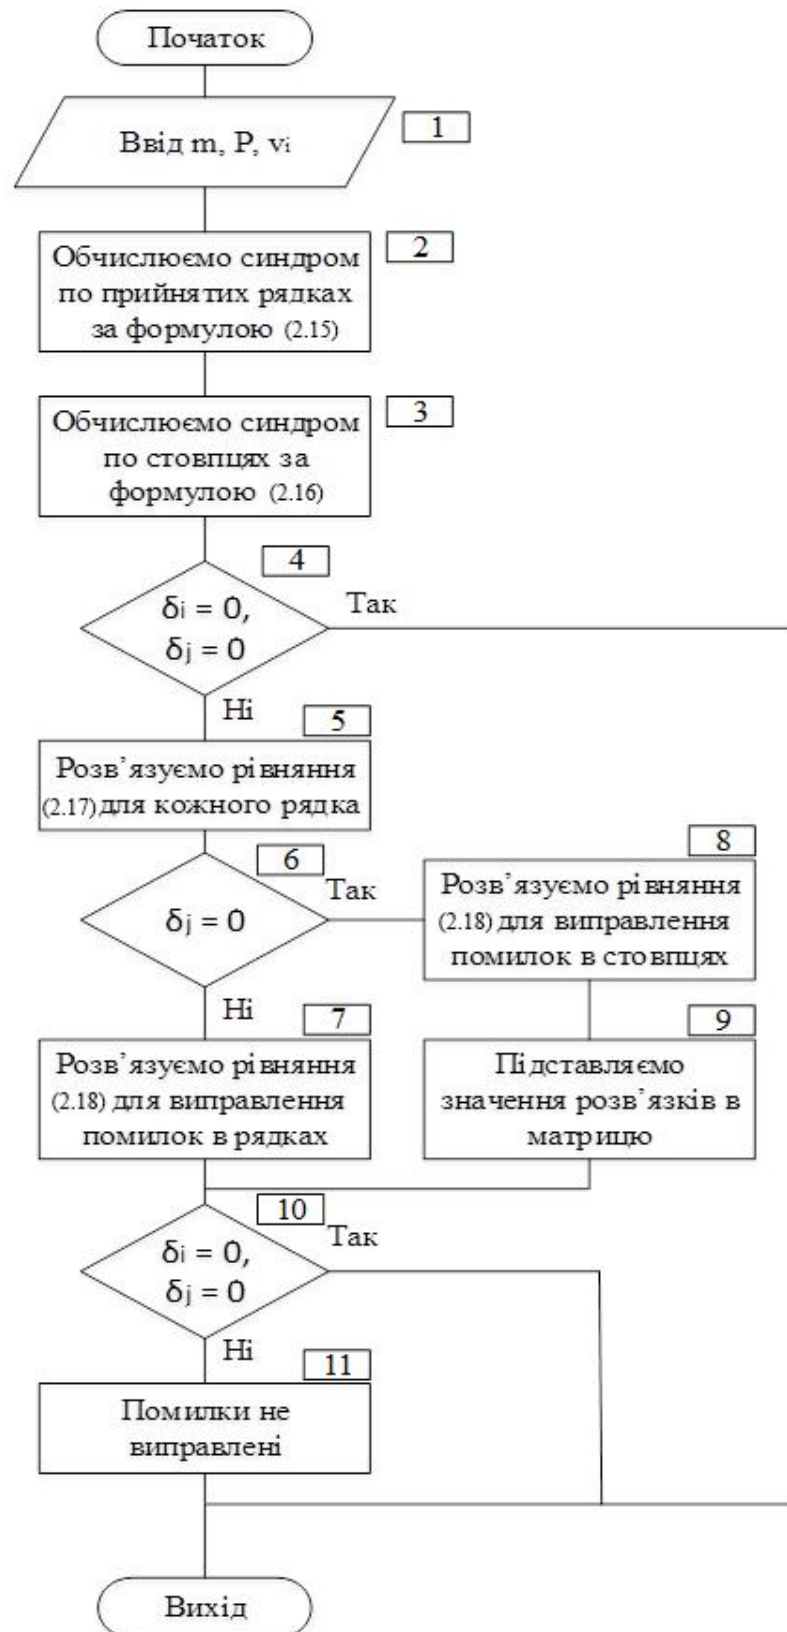 Початок
Ввід m, P, vi
1
2
Обчислюємо синдром
по прийнятих рядках
за формулою (2.15)
3
Обчислюємо синдром
по стовпцях за
формулою (2.16)
4
δi = 0,
δj = 0
Так
Ні
5
Розв’язуємо рівняння
(2.17) для кожного рядка
6
δj = 0
Так
8
Розв’язуємо рівняння
(2.18) для виправлення
помилок в стовпцях
Ні
7
Розв’язуємо рівняння
(2.18) для виправлення
помилок в рядках
9
Підставляємо
значення розв’язків в
матрицю
10
δi = 0,
δj = 0
Так
Ні
11
Помилки не
виправлені
Вихід